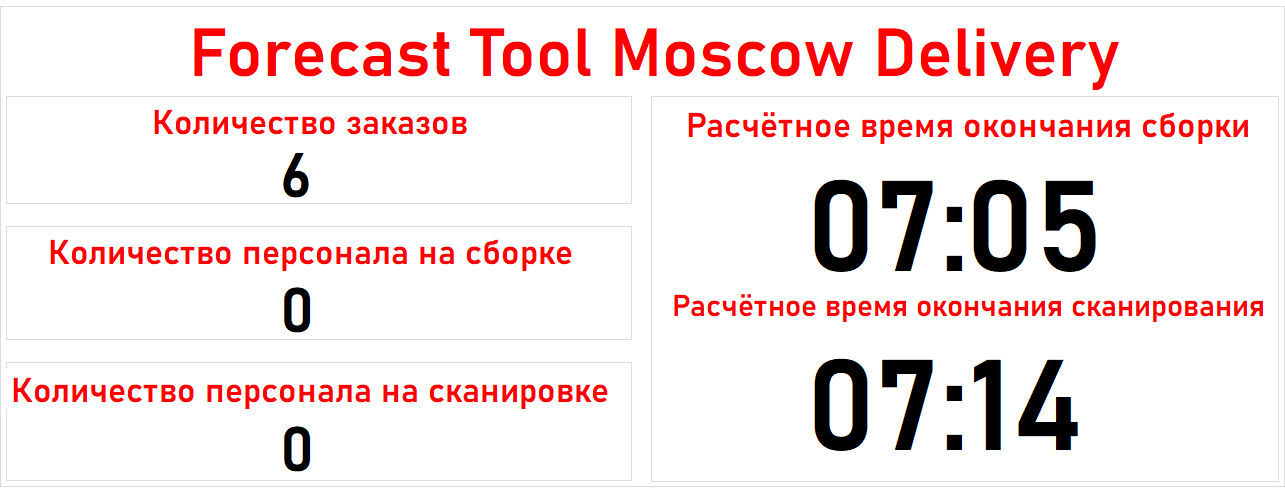 Forecast Tool Moscow Delivery
Количество заказов
6
Количество персонала на сборке
0
Количество персонала на сканировке
0
Расчётное время окончания сборки
07:05
Расчётное время окончания сканирования
07:14